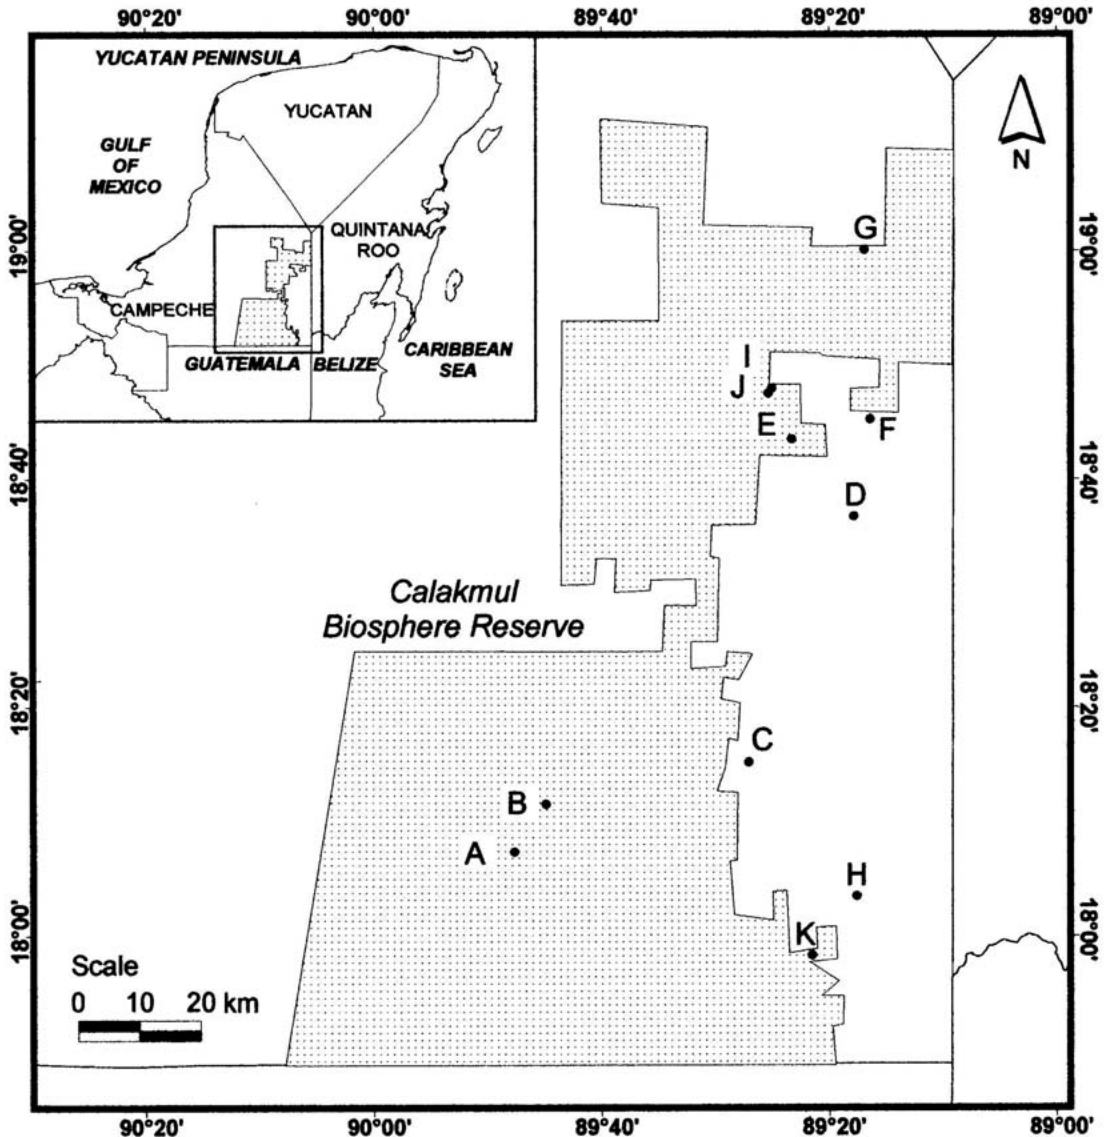 90°20' 90°00' 89°40' 89°20' 89°00'
YUCATAN PENINSULA
YUCATAN
GULF
OF
MEXICO
N
QUINTANA
ROO
CAMPECHE
GUATEMALA BELIZE
CARIBBEAN
SEA
19°00' 19°00'
G
I
J
E
F
18°40' 18°40'
D
Calakmul
Biosphere Reserve
18°20' 18°20'
C
B
A
H
K
18°00' 18°00'
Scale
0 10 20 km
90°20' 90°00' 89°40' 89°20' 89°00'